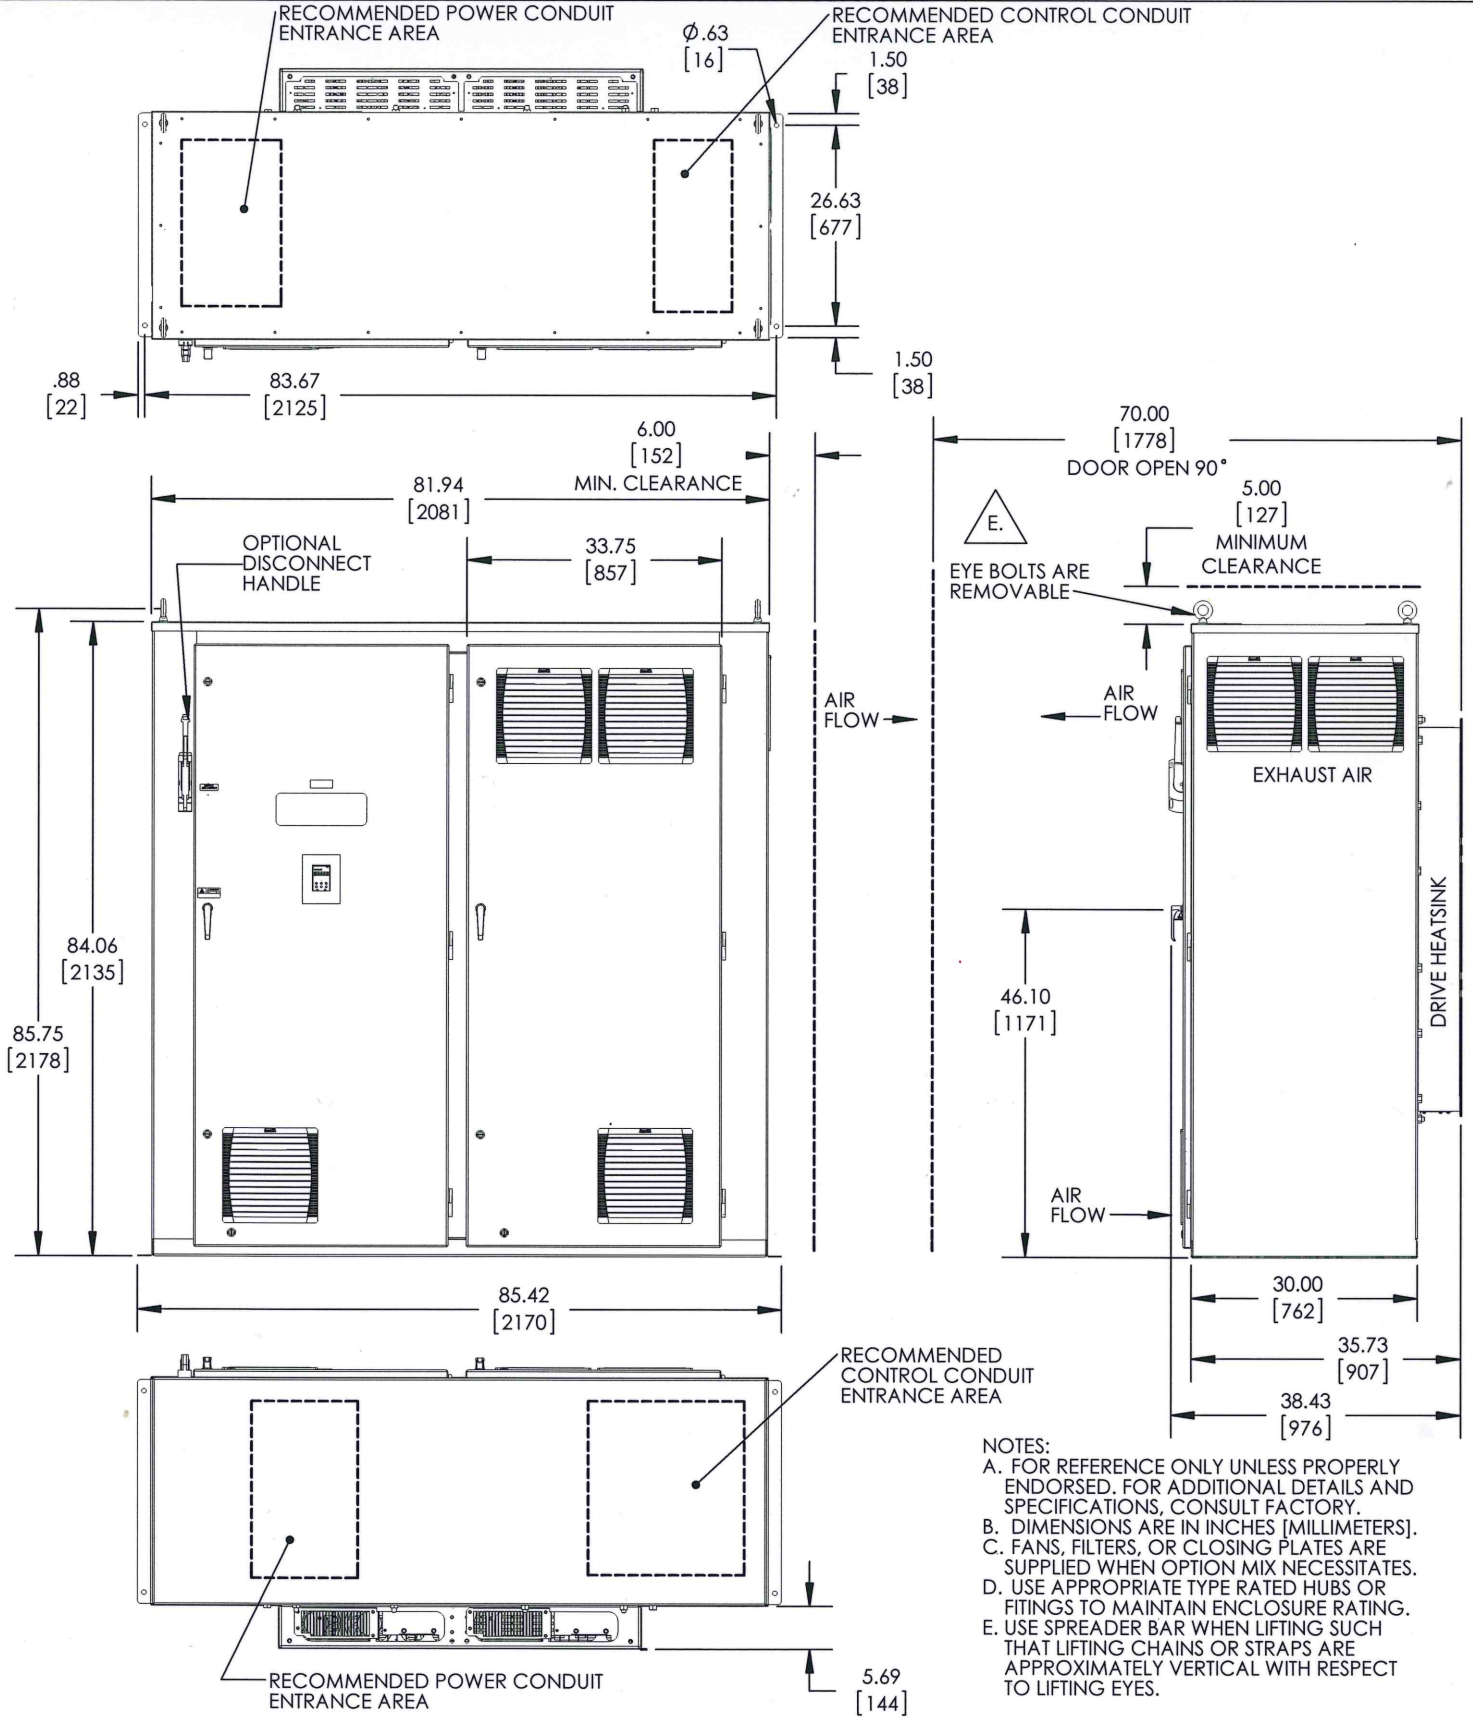 RECOMMENDED POWER CONDUIT
ENTRANCE AREA
RECOMMENDED CONTROL CONDUIT
ENTRANCE AREA
Ø.63
[16]
1.50
[38]
26.63
[677]
1.50
[38]
.88
[22]
83.67
[2125]
6.00
[152]
MIN. CLEARANCE
70.00
[1778]
DOOR OPEN 90°
81.94
[2081]
E.
5.00
[127]
MINIMUM
CLEARANCE
OPTIONAL
DISCONNECT
HANDLE
33.75
[857]
EYE BOLTS ARE
REMOVABLE
AIR
FLOW
AIR
FLOW
EXHAUST AIR
DRIVE HEATSINK
84.06
[2135]
85.75
[2178]
46.10
[1171]
AIR
FLOW
85.42
[2170]
30.00
[762]
35.73
[907]
38.43
[976]
RECOMMENDED
CONTROL CONDUIT
ENTRANCE AREA
RECOMMENDED POWER CONDUIT
ENTRANCE AREA
5.69
[144]
NOTES:
A. FOR REFERENCE ONLY UNLESS PROPERLY
ENDORSED. FOR ADDITIONAL DETAILS AND
SPECIFICATIONS, CONSULT FACTORY.
B. DIMENSIONS ARE IN INCHES [MILLIMETERS].
C. FANS, FILTERS, OR CLOSING PLATES ARE
SUPPLIED WHEN OPTION MIX NECESSITATES.
D. USE APPROPRIATE TYPE RATED HUBS OR
FITINGS TO MAINTAIN ENCLOSURE RATING.
E. USE SPREADER BAR WHEN LIFTING SUCH
THAT LIFTING CHAINS OR STRAPS ARE
APPROXIMATELY VERTICAL WITH RESPECT
TO LIFTING EYES.